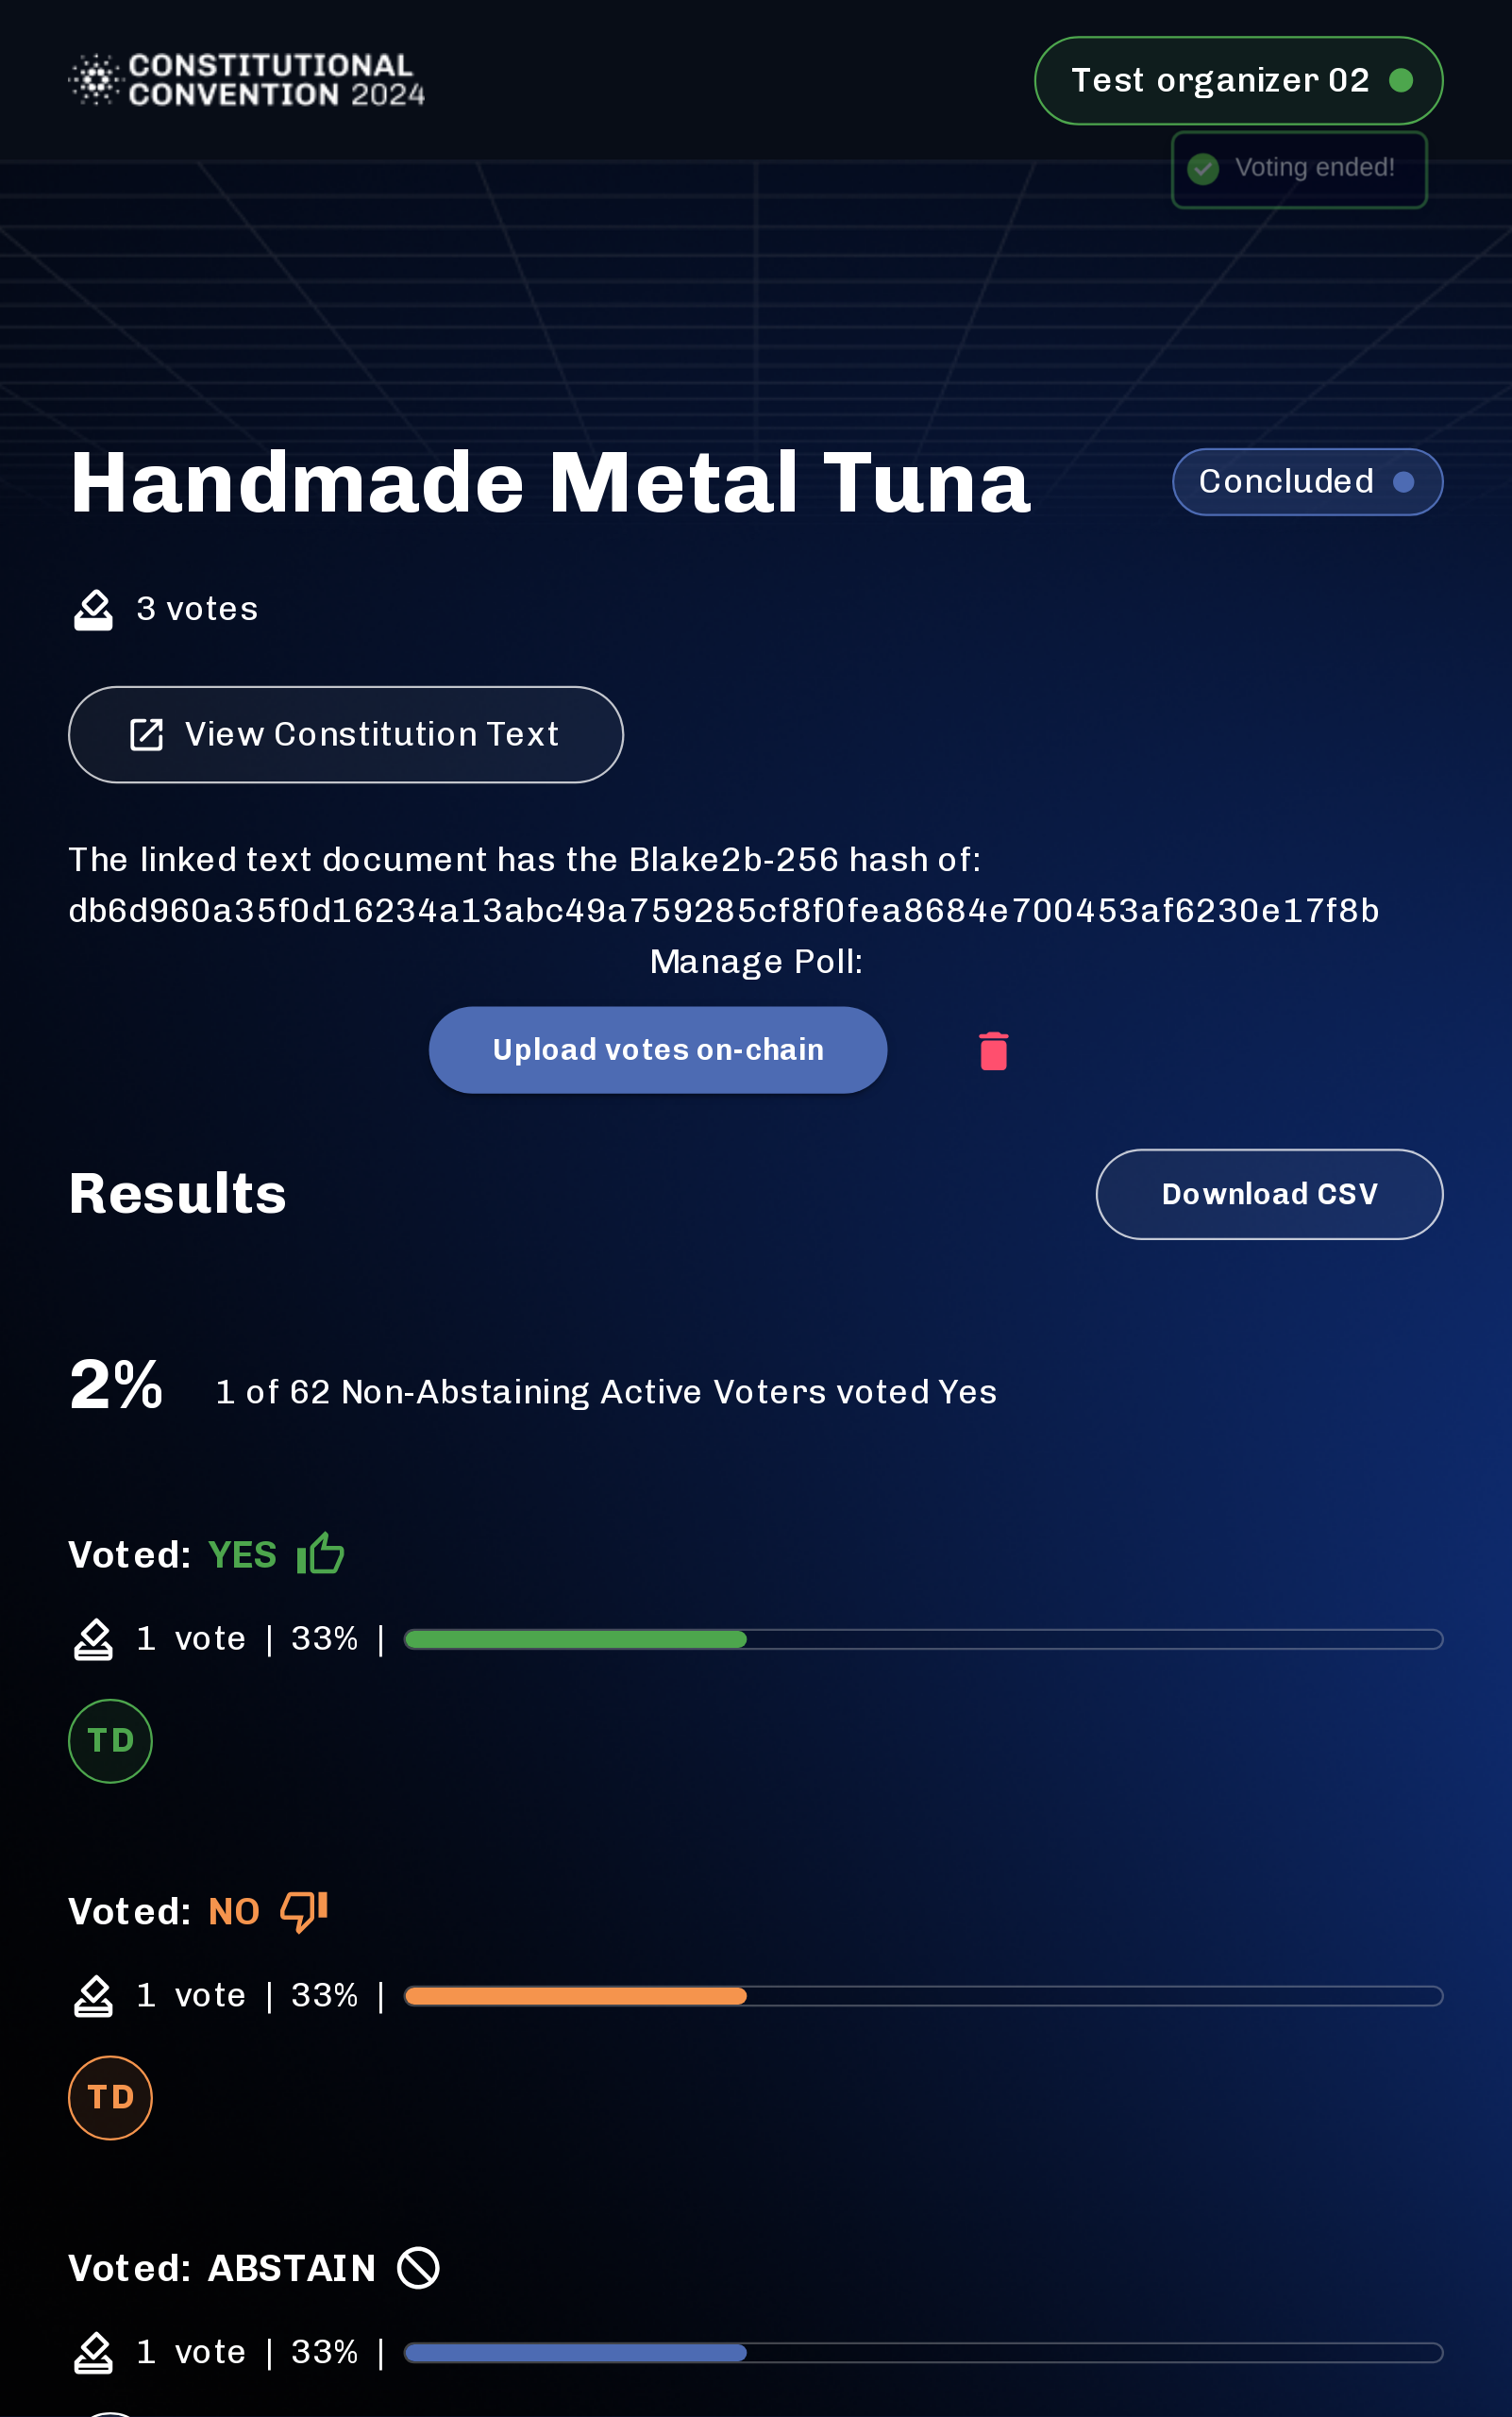 CONSTITUTIONAL
CONVENTION 2024
Test organizer 02
Voting ended!
Handmade Metal Tuna
Concluded
3 votes
View Constitution Text
The linked text document has the Blake2b-256 hash of:
db6d960a35f0d16234a13abc49a759285cf8f0fea8684e700453af6230e17f8b
Manage Poll:
Upload votes on-chain
Results
Download CSV
2%
1 of 62 Non-Abstaining Active Voters voted Yes
Voted: YES
1 vote | 33% |
TD
Voted: NO
1 vote | 33% |
TD
Voted: ABSTAIN
1 vote | 33% |